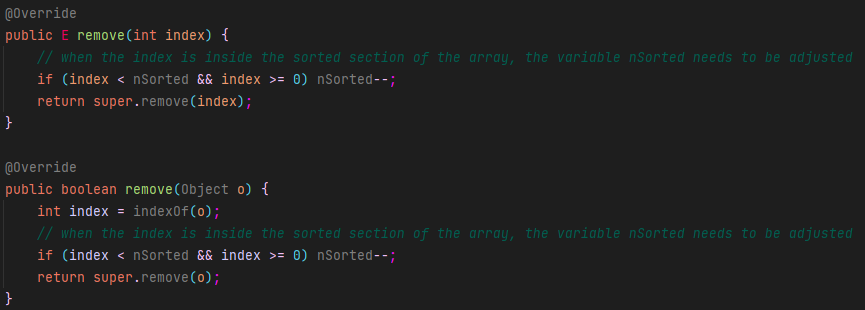 @Override
public E remove(int index) {
    // when the index is inside the sorted section of the array, the variable nSorted needs to be adjusted
    if (index < nSorted && index >= 0) nSorted--;
    return super.remove(index);
}

@Override
public boolean remove(Object o) {
    int index = indexOf(o);
    // when the index is inside the sorted section of the array, the variable nSorted needs to be adjusted
    if (index < nSorted && index >= 0) nSorted--;
    return super.remove(o);
}